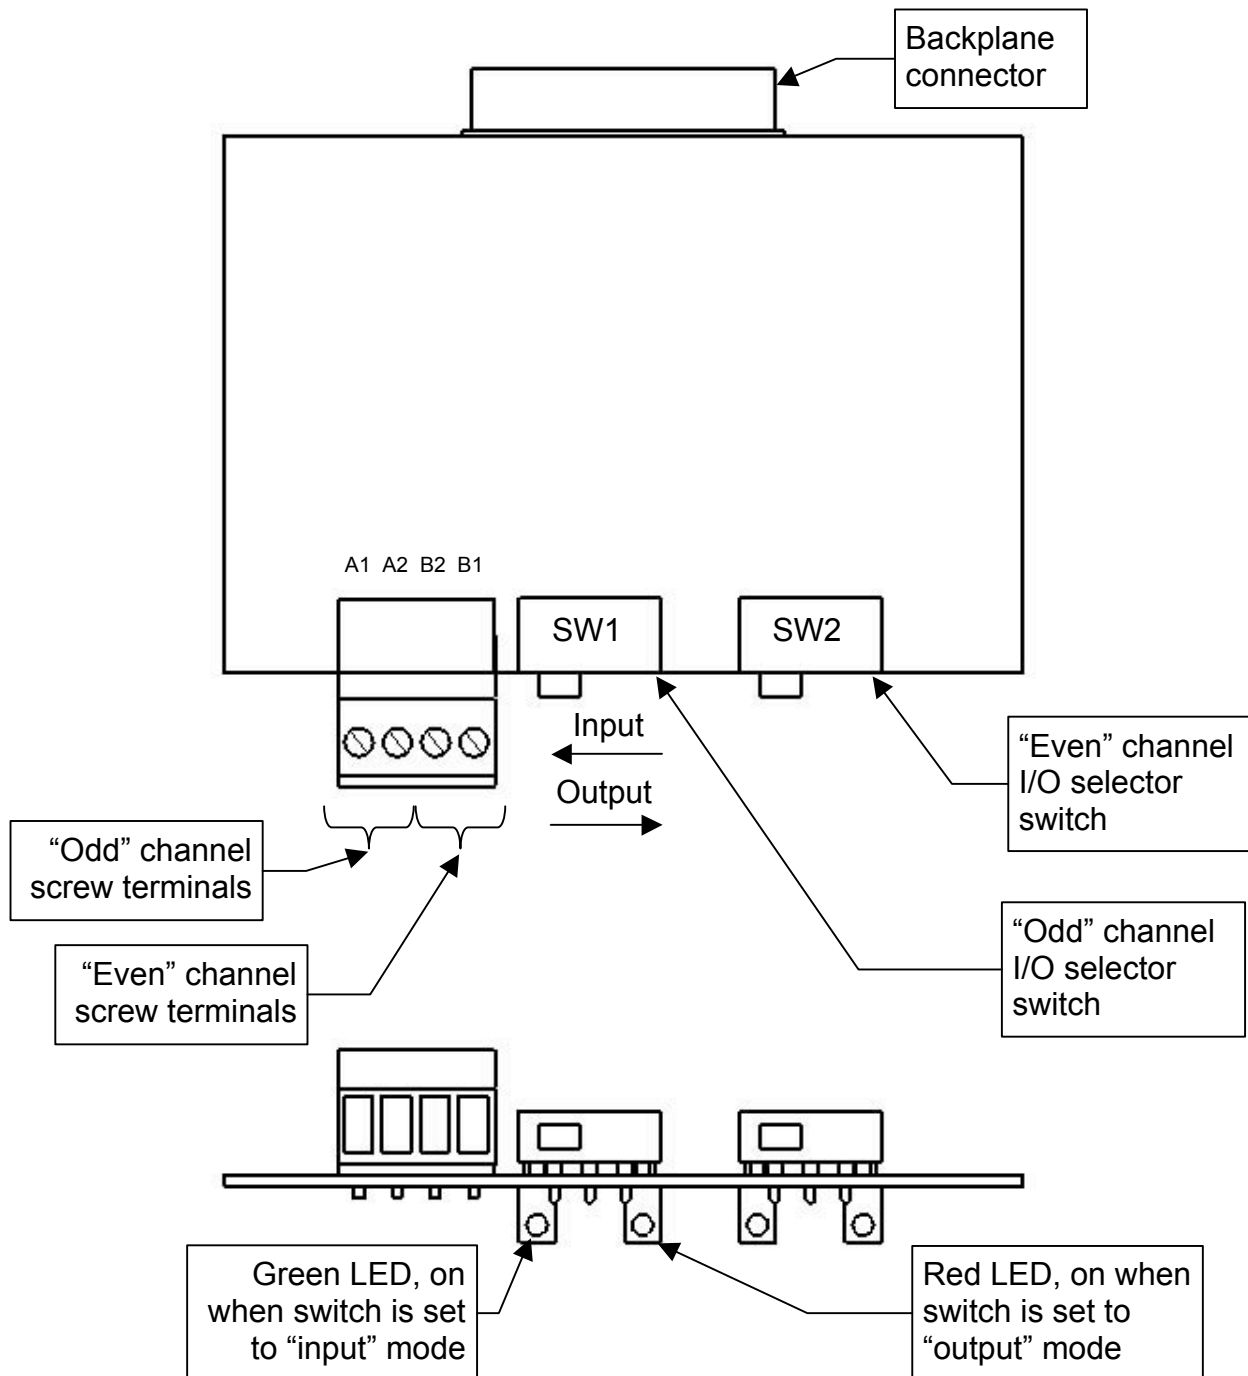 Backplane
connector
A1 A2 B2 B1
SW1
SW2
Input
Output
“Even” channel
I/O selector
switch
“Odd” channel
screw terminals
“Odd” channel
I/O selector
switch
“Even” channel
screw terminals
Green LED, on
when switch is set
to “input” mode
Red LED, on when
switch is set to
“output” mode